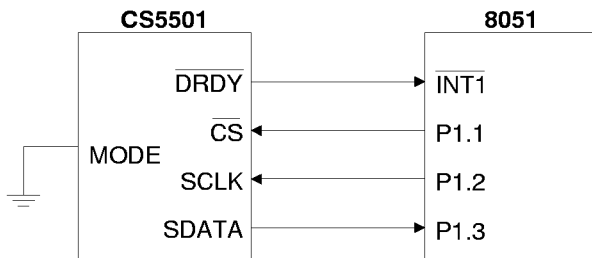 CS5501 8051
DRDY INT1
CS P1.1
MODE
SCLK P1.2
SDATA P1.3